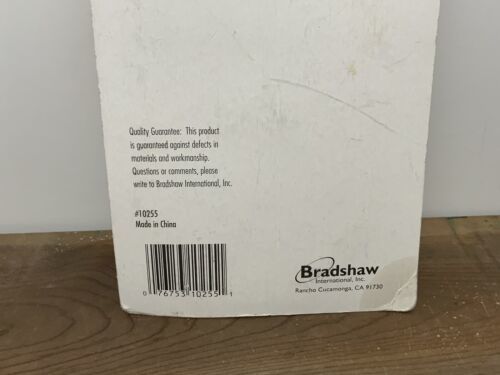 Quality Guarantee: This product
is guaranteed against defects in
materials and workmanship.
Questions or comments, please
write to Bradshaw International, Inc.
#10255
Made in China
0 76753 10255 1
Bradshaw
International, Inc.
Rancho Cucamonga, CA 91730